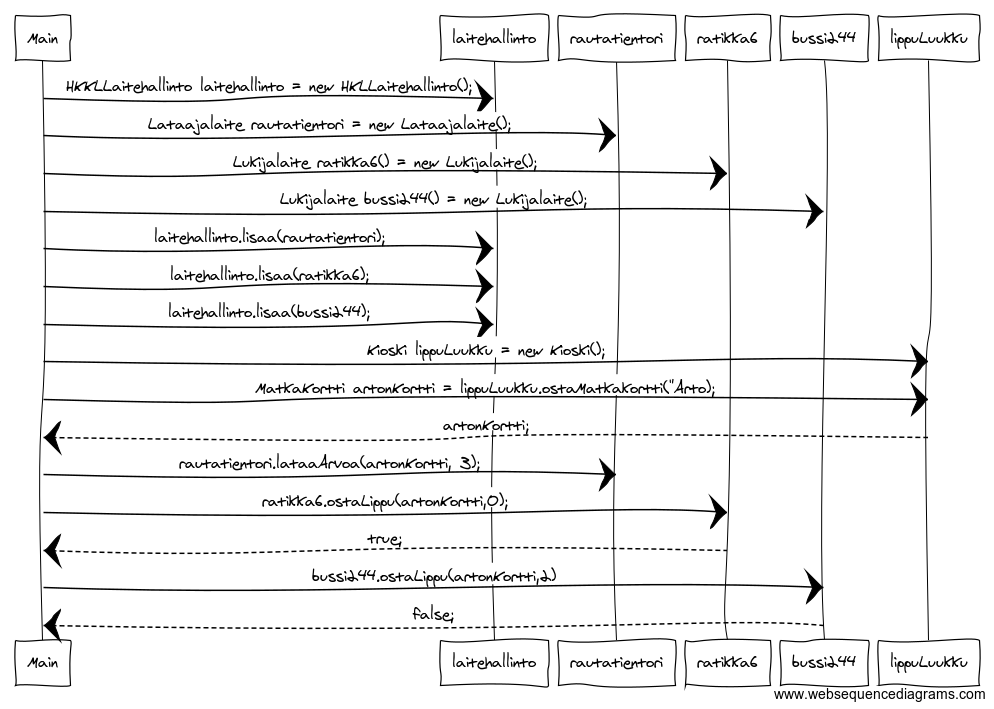 Main laitehallinto rautatientori ratikka6 bussi244 lippuLuukku
HKKLLaitehallinto laitehallinto = new HKLLaitehallinto();
Lataajalaite rautatientori = new Lataajalaite();
Lukijalaite ratikka6() = new Lukijalaite();
Lukijalaite bussi244() = new Lukijalaite();
laitehallinto.lisaa(rautatientori);
laitehallinto.lisaa(ratikka6);
laitehallinto.lisaa(bussi244);
Kioski lippuLuukku = new Kioski();
Matkakortti artonKortti = lippuLuukku.ostaMatkakortti("Arto);
artonKortti;
rautatientori.lataaArvoa(artonKortti, 3);
ratikka6.ostaLippu(artonKortti,0);
true;
bussi244.ostaLippu(artonKortti,2)
false;
Main laitehallinto rautatientori ratikka6 bussi244 lippuLuukku
www.websequencediagrams.com